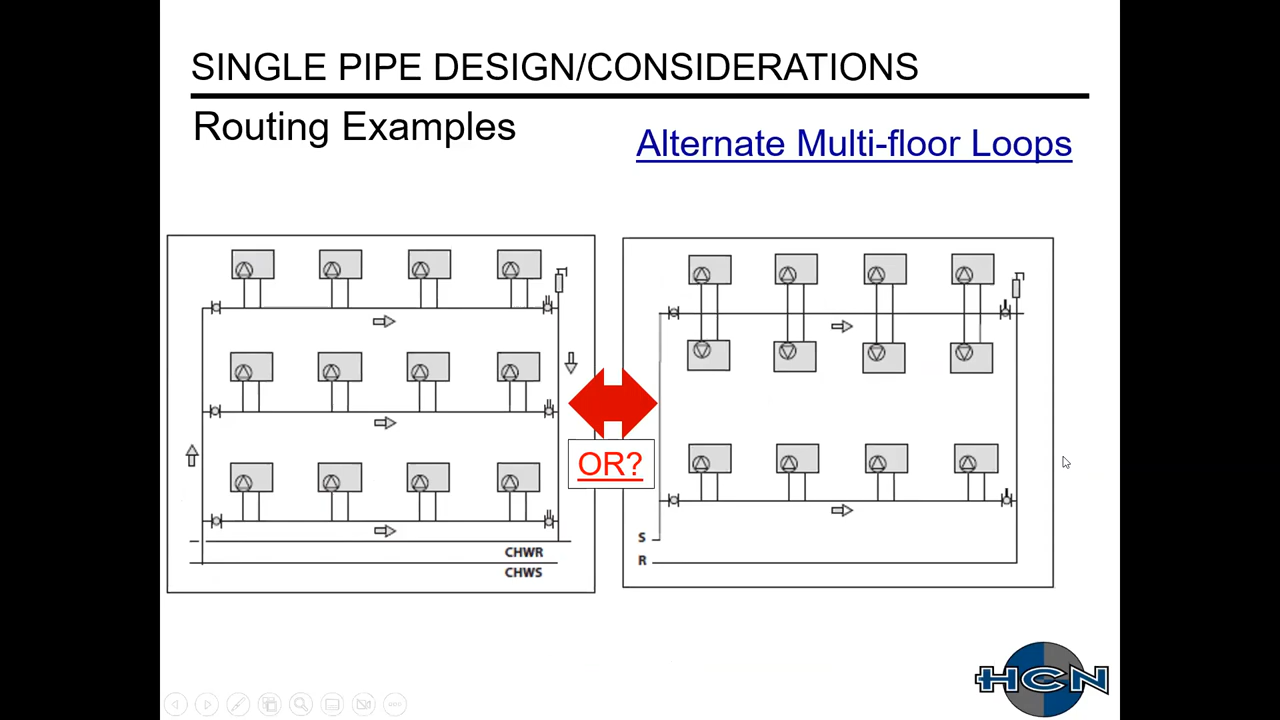 SINGLE PIPE DESIGN/CONSIDERATIONS
Routing Examples
Alternate Multi-floor Loops
OR?
CHWR
CHWS
S
R
HCN